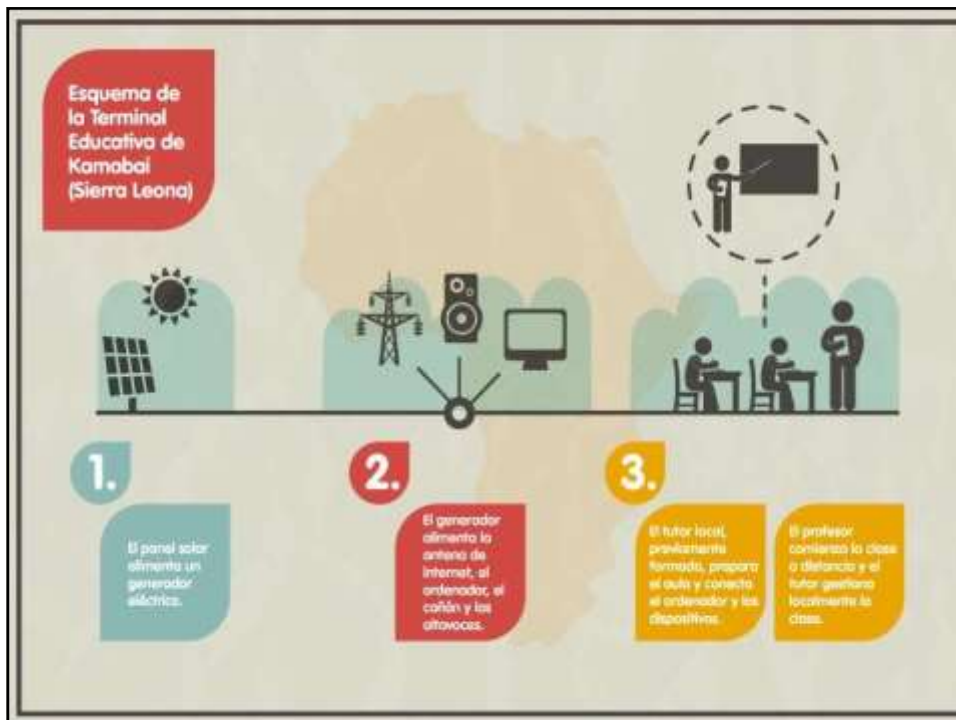 Esquema de
la Terminal
Educativa de
Kamabai
(Sierra Leona)
1.
El panel solar
alimenta un
generador
eléctrico.
2.
El generador
alimenta la
antena de
internet, el
ordenador, el
cañón y los
altavoces.
3.
El tutor local,
previamente
formado, prepara
el aula y conecta
el ordenador y los
dispositivos.
El profesor
comienza la clase
a distancia y el
tutor gestiona
localmente la
clase.